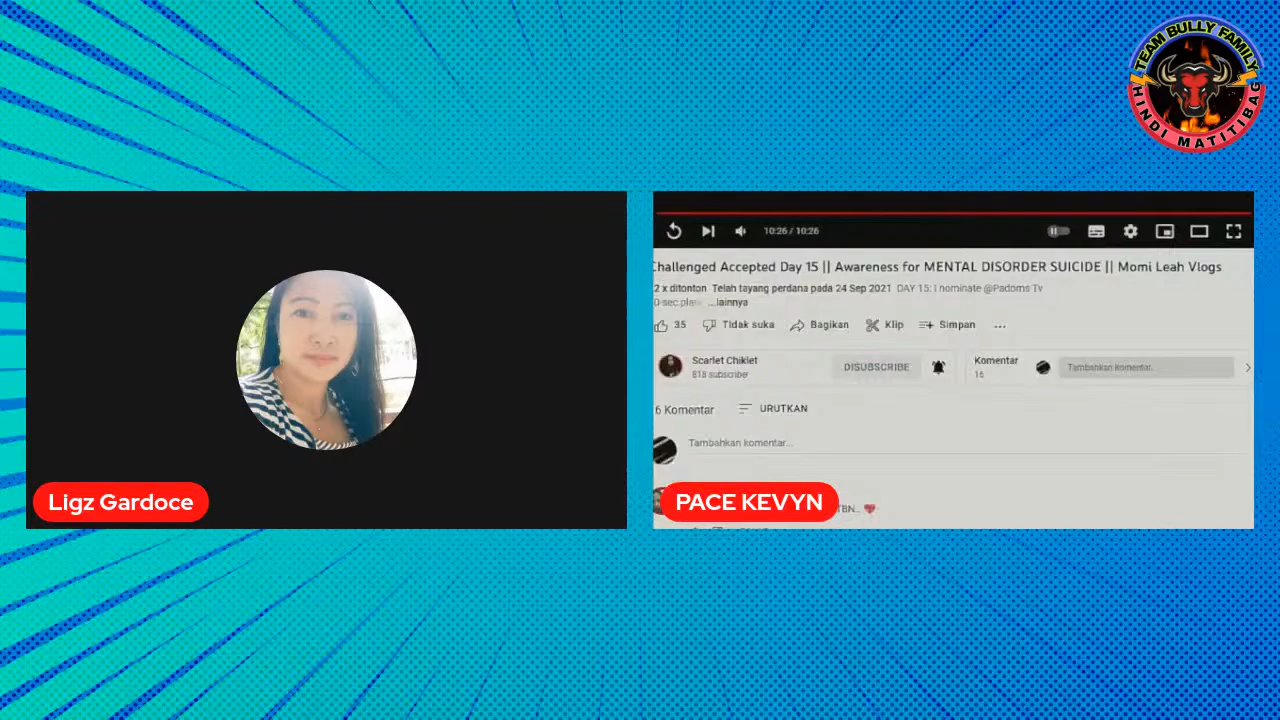 TEAM BULLY FAMILY
HINDI MATITIBAG
10:26 / 10:26
Challenged Accepted Day 15 || Awareness for MENTAL DISORDER SUICIDE || Momi Leah Vlogs
2 x ditonton Telah tayang perdana pada 24 Sep 2021 DAY 15: I nominate @Padoms Tv
...lainnya
35 Tidak suka Bagikan Klip Simpan ...
Scarlet Chiklet
818 subscriber
DISUBSCRIBE
Komentar
16
Tambahkan komentar...
6 Komentar URUTKAN
Tambahkan komentar...
Ligz Gardoce
PACE KEVYN